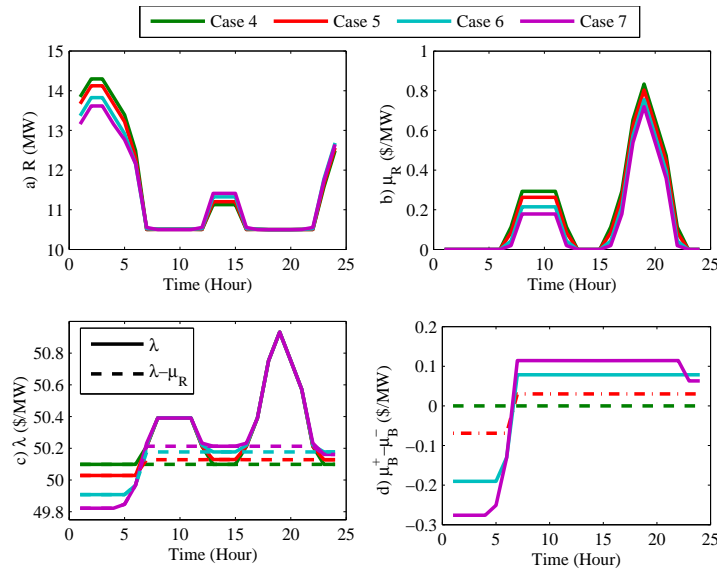 Case 4 Case 5 Case 6 Case 7
a) R (MW)
15
14
13
12
11
10
0 5 10 15 20 25
Time (Hour)
b) μR ($/MW)
1
0.8
0.6
0.4
0.2
0
0 5 10 15 20 25
Time (Hour)
c) λ ($/MW)
50.8
50.6
50.4
50.2
50
49.8
λ
λ−μR
0 5 10 15 20 25
Time (Hour)
d) μB+−μB− ($/MW)
0.2
0.1
0
−0.1
−0.2
−0.3
0 5 10 15 20 25
Time (Hour)